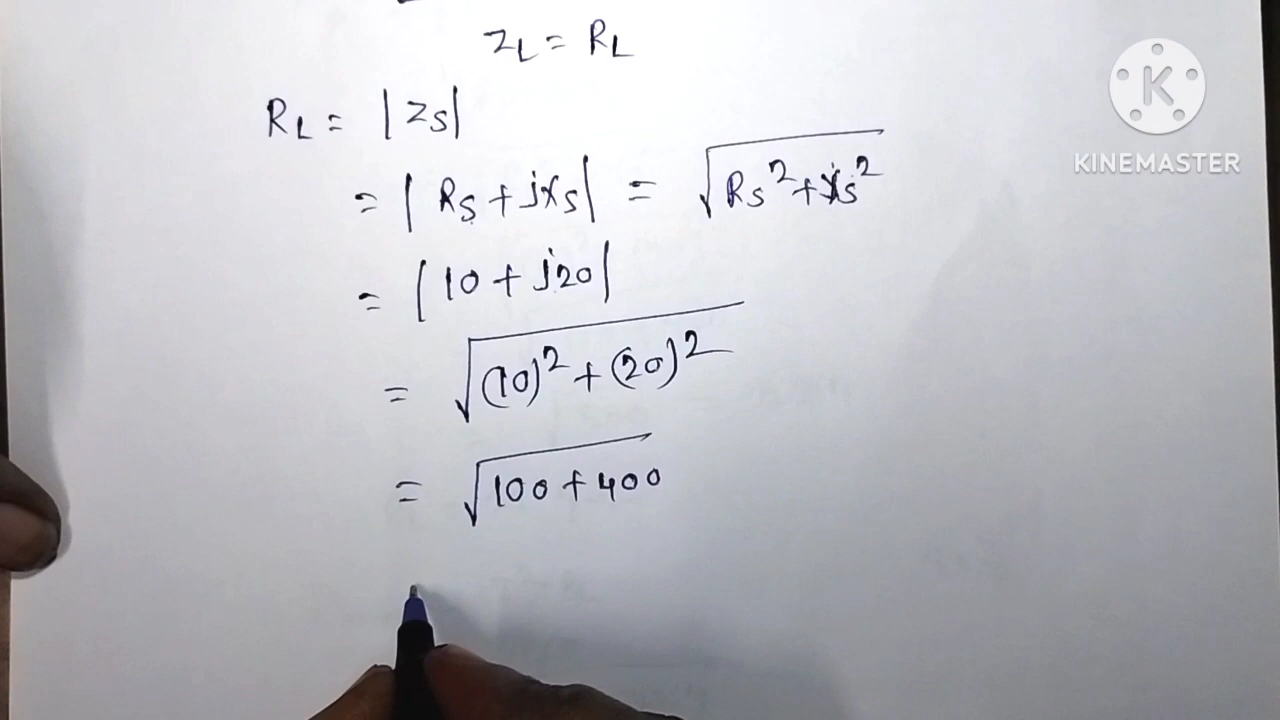 ZL = RL
RL = |Zs|
= |Rs + jXs| = √Rs² + Xs²
= |10 + j20|
= √(10)² + (20)²
= √100 + 400
K
KINEMASTER